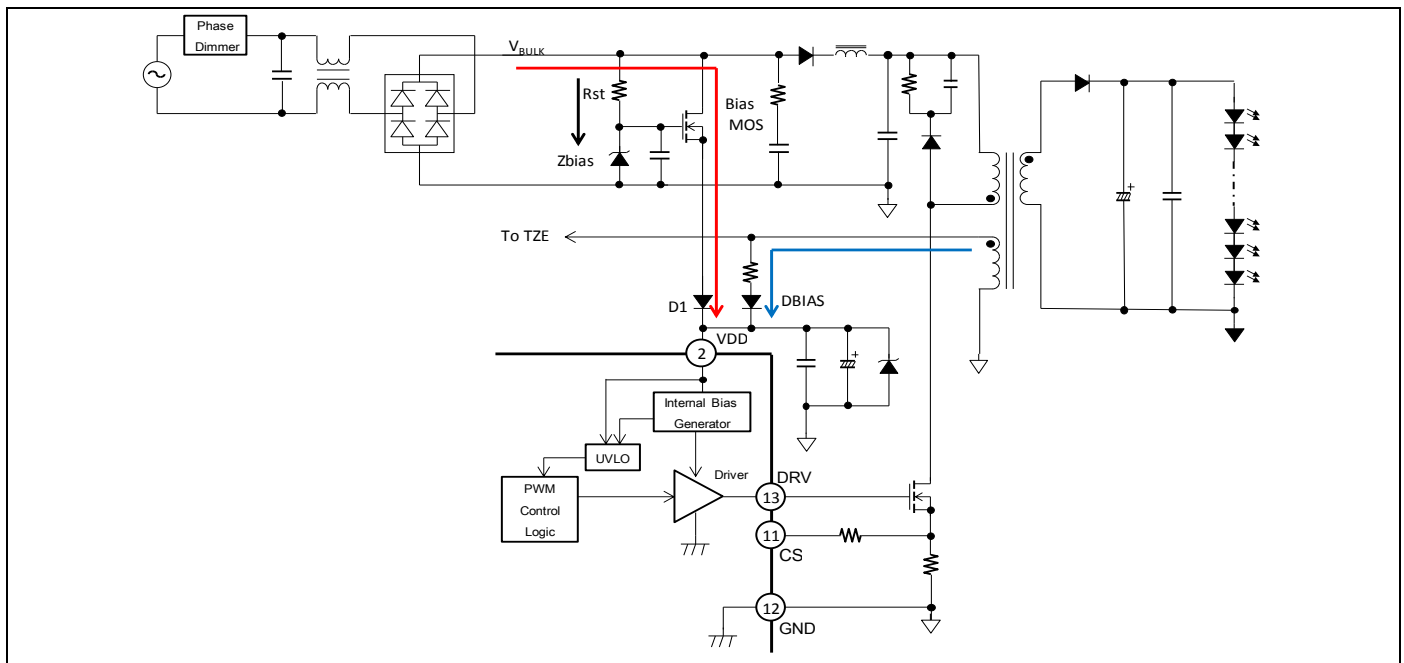 Phase
Dimmer
VBULK
Rst
Bias
MOS
Zbias
+
To TZE
D1
DBIAS
VDD
2
+
Internal Bias
Generator
UVLO
Driver
DRV
PWM
Control
Logic
13
11
CS
12
GND